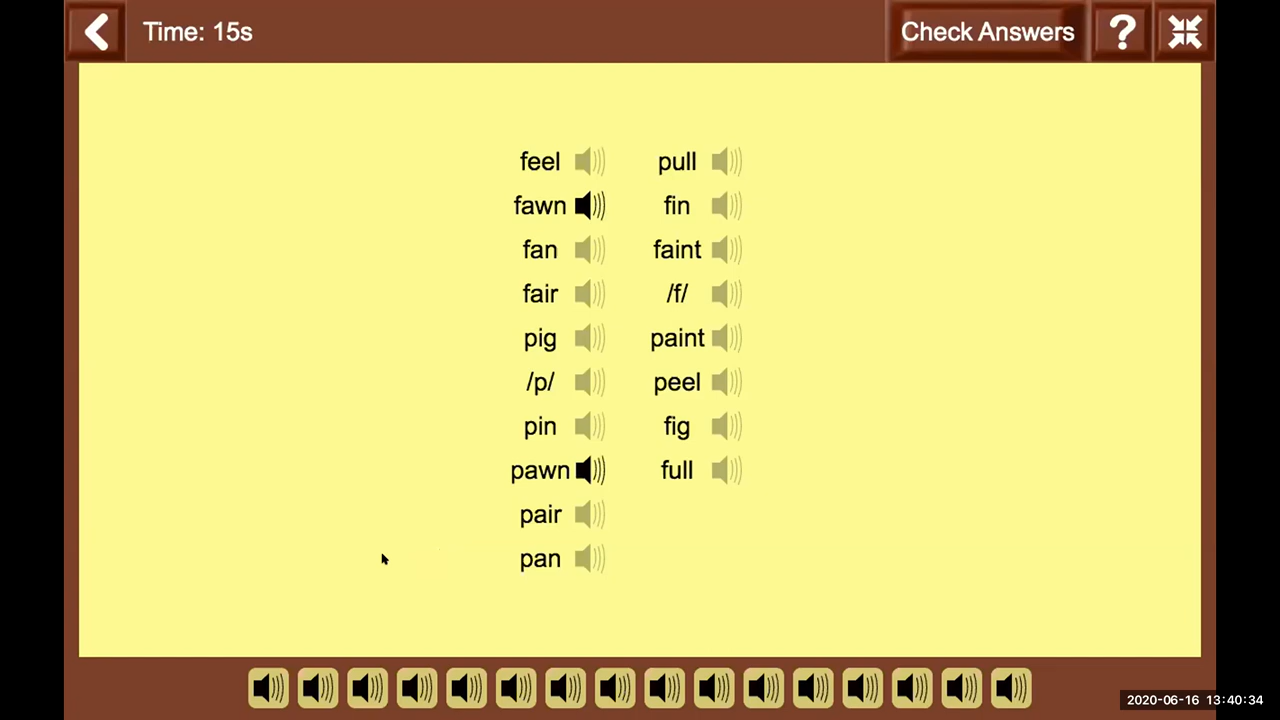 Time: 15s
Check Answers
?
feel pull
fawn fin
fan faint
fair /f/
pig paint
/p/ peel
pin fig
pawn full
pair
pan
2020-06-16 13:40:34